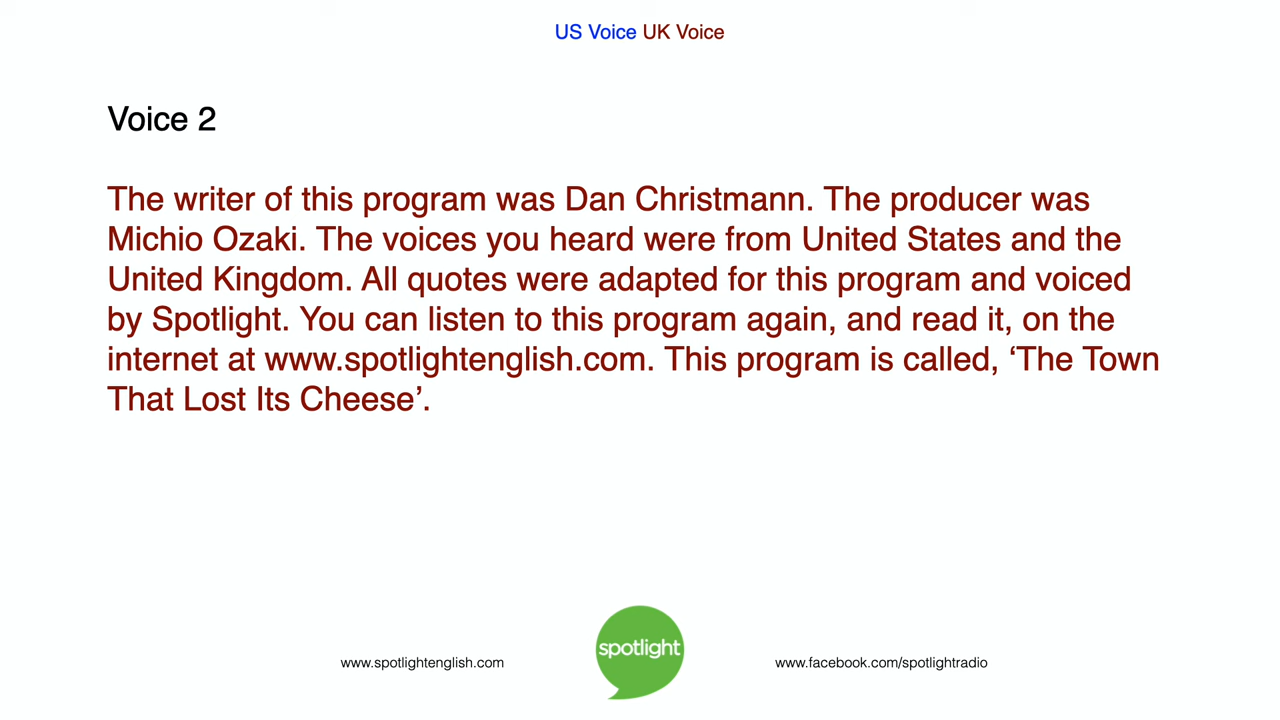 US Voice UK Voice
Voice 2
The writer of this program was Dan Christmann. The producer was
Michio Ozaki. The voices you heard were from United States and the
United Kingdom. All quotes were adapted for this program and voiced
by Spotlight. You can listen to this program again, and read it, on the
internet at www.spotlightenglish.com. This program is called, ‘The Town
That Lost Its Cheese’.
spotlight
www.spotlightenglish.com
www.facebook.com/spotlightradio